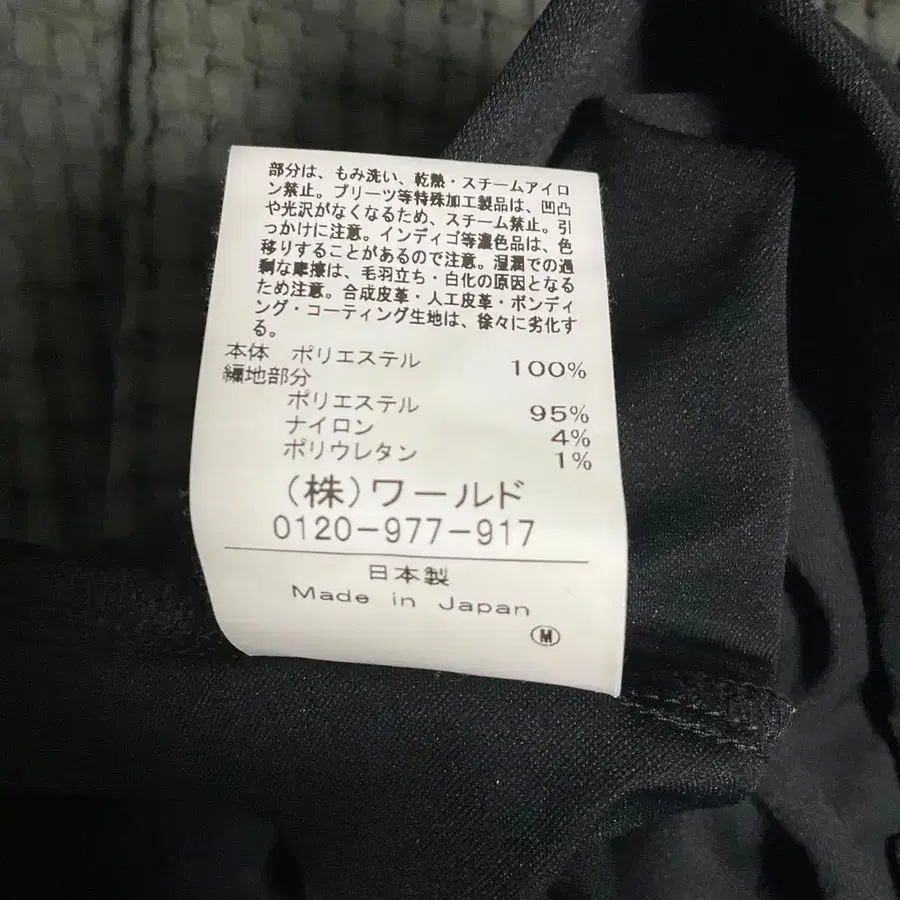 部分は、もみ洗い、乾熱・スチームアイロ
ン禁止。プリーツ等特殊加工製品は、凹凸
や光沢がなくなるため、スチーム禁止。引
っかけに注意。インディゴ等濃色品は、色
移りすることがあるので注意。湿潤での過
剰な摩擦は、毛羽立ち・白化の原因となる
ため注意。合成皮革・人工皮革・ボンディ
ング・コーティング生地は、徐々に劣化す
る。
本体 ポリエステル 100%
編地部分
ポリエステル 95%
ナイロン 4%
ポリウレタン 1%
(株)ワールド
0120-977-917
日本製
Made in Japan
M